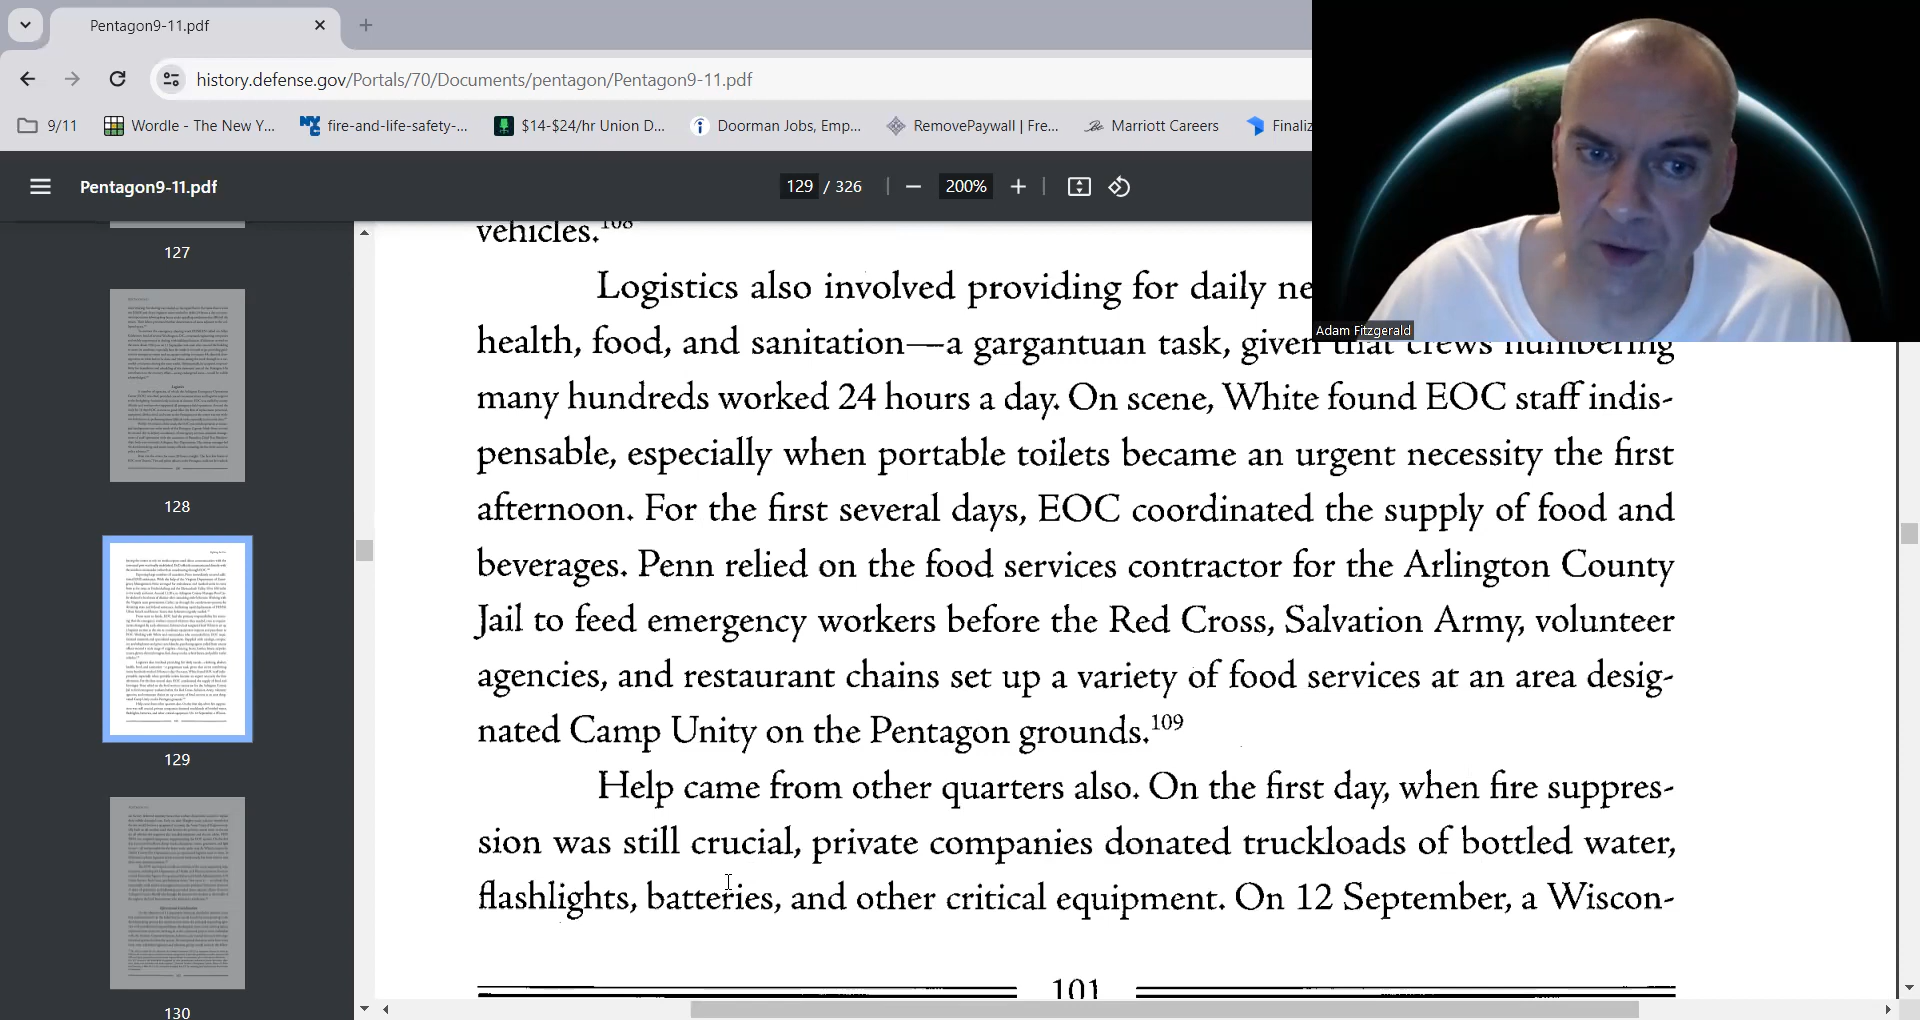 Pentagon9-11.pdf
history.defense.gov/Portals/70/Documents/pentagon/Pentagon9-11.pdf
9/11
Wordle - The New Y...
fire-and-life-safety-...
$14-$24/hr Union D...
Doorman Jobs, Emp...
RemovePaywall | Fre...
Marriott Careers
Finaliz
Pentagon9-11.pdf
129 / 326
200%
127
128
129
130
Adam Fitzgerald
vehicles.108
Logistics also involved providing for daily ne
health, food, and sanitation—a gargantuan task, given that crews numbering
many hundreds worked 24 hours a day. On scene, White found EOC staff indis-
pensable, especially when portable toilets became an urgent necessity the first
afternoon. For the first several days, EOC coordinated the supply of food and
beverages. Penn relied on the food services contractor for the Arlington County
Jail to feed emergency workers before the Red Cross, Salvation Army, volunteer
agencies, and restaurant chains set up a variety of food services at an area desig-
nated Camp Unity on the Pentagon grounds.109
Help came from other quarters also. On the first day, when fire suppres-
sion was still crucial, private companies donated truckloads of bottled water,
flashlights, batteries, and other critical equipment. On 12 September, a Wiscon-
101